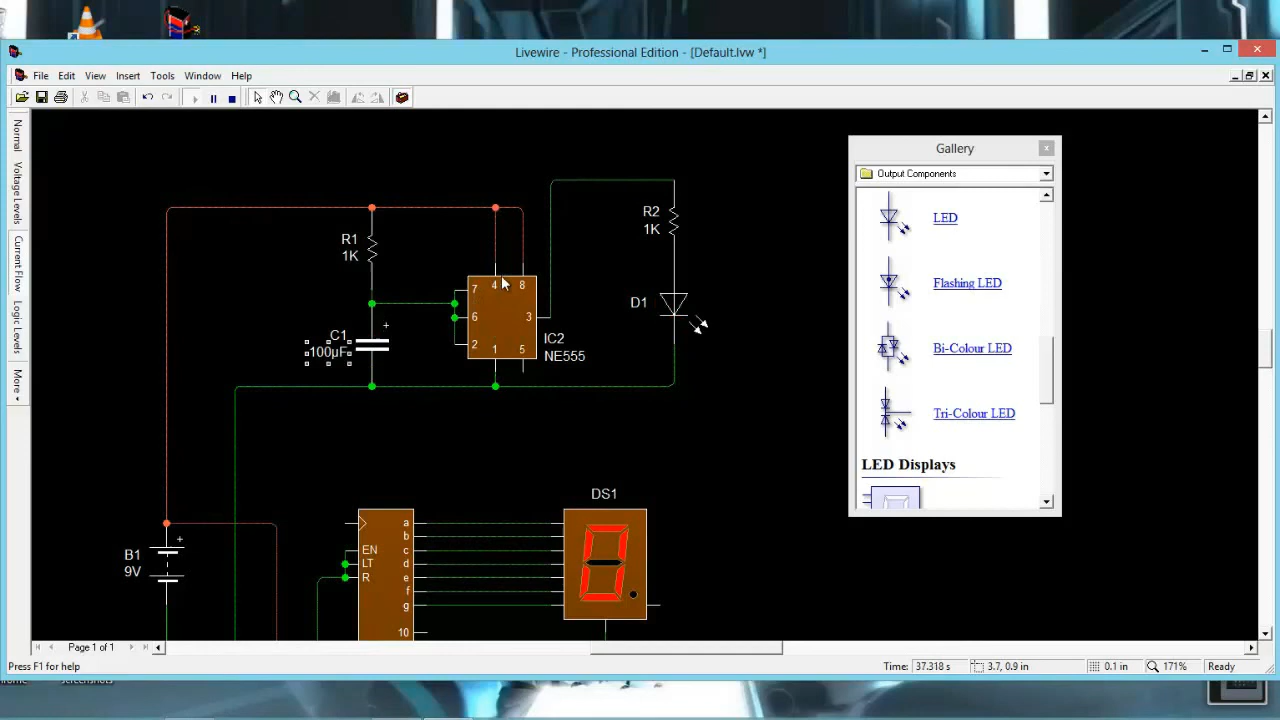 Livewire - Professional Edition - [Default.lvw *]
File Edit View Insert Tools Window Help
Normal
Voltage Levels
Current Flow
Logic Levels
More
Gallery
Output Components
LED
Flashing LED
Bi-Colour LED
Tri-Colour LED
LED Displays
R1
1K
R2
1K
7 4 8
6 3
2 1 5
C1
+
100µF
IC2
NE555
D1
DS1
B1
9V
+
a
b
EN c
LT d
R e
f
g
10
Page 1 of 1
Press F1 for help
Time: 37.318 s 3.7, 0.9 in 0.1 in 171% Ready